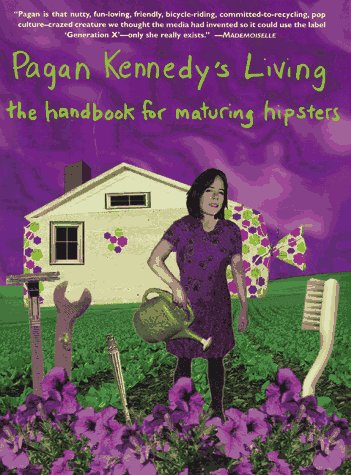 "Pagan is that nutty, fun-loving, friendly, bicycle-riding, committed-to-recycling, pop
culture–crazed creature we thought the media had invented so it could use the label
'Generation X'—only she really exists." —MADEMOISELLE
Pagan Kennedy's Living
the handbook for maturing hipsters